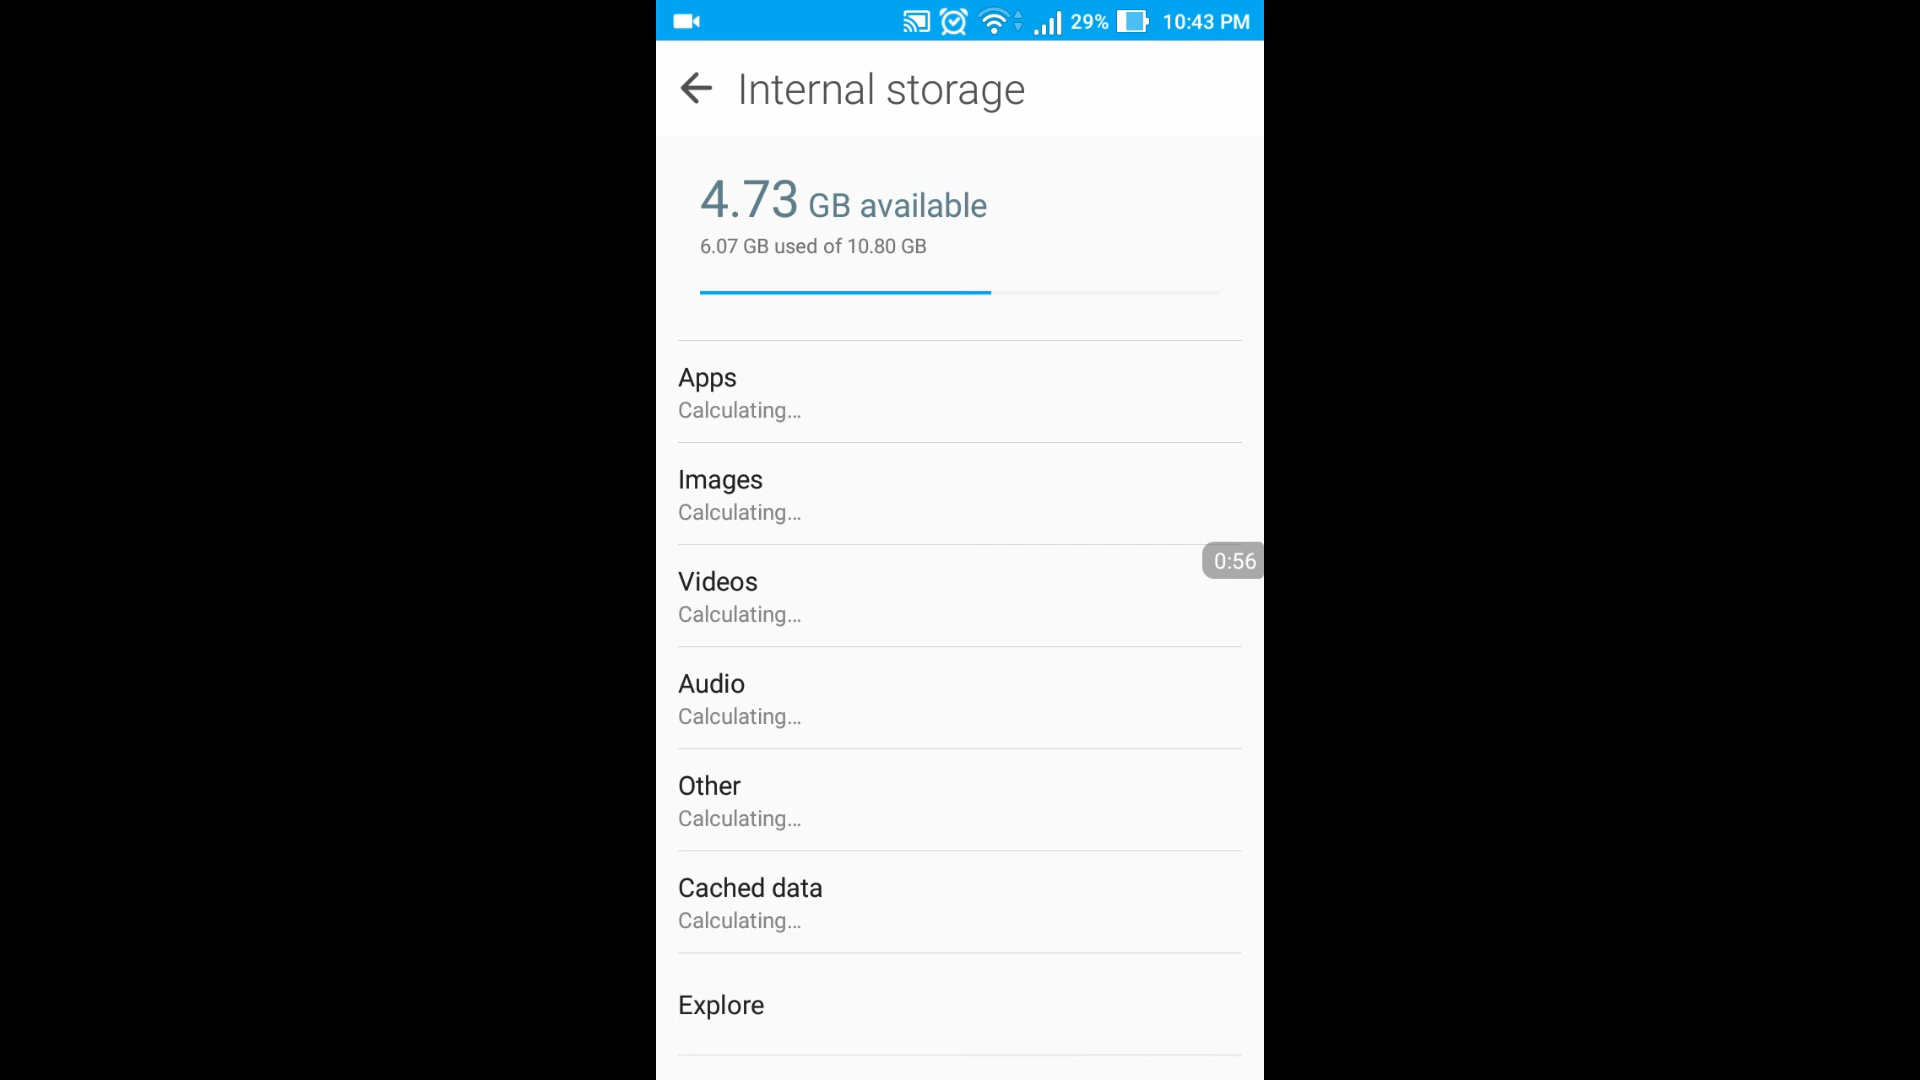 29% 10:43 PM
Internal storage
4.73 GB available
6.07 GB used of 10.80 GB
Apps
Calculating...
Images
Calculating...
0:56
Videos
Calculating...
Audio
Calculating...
Other
Calculating...
Cached data
Calculating...
Explore